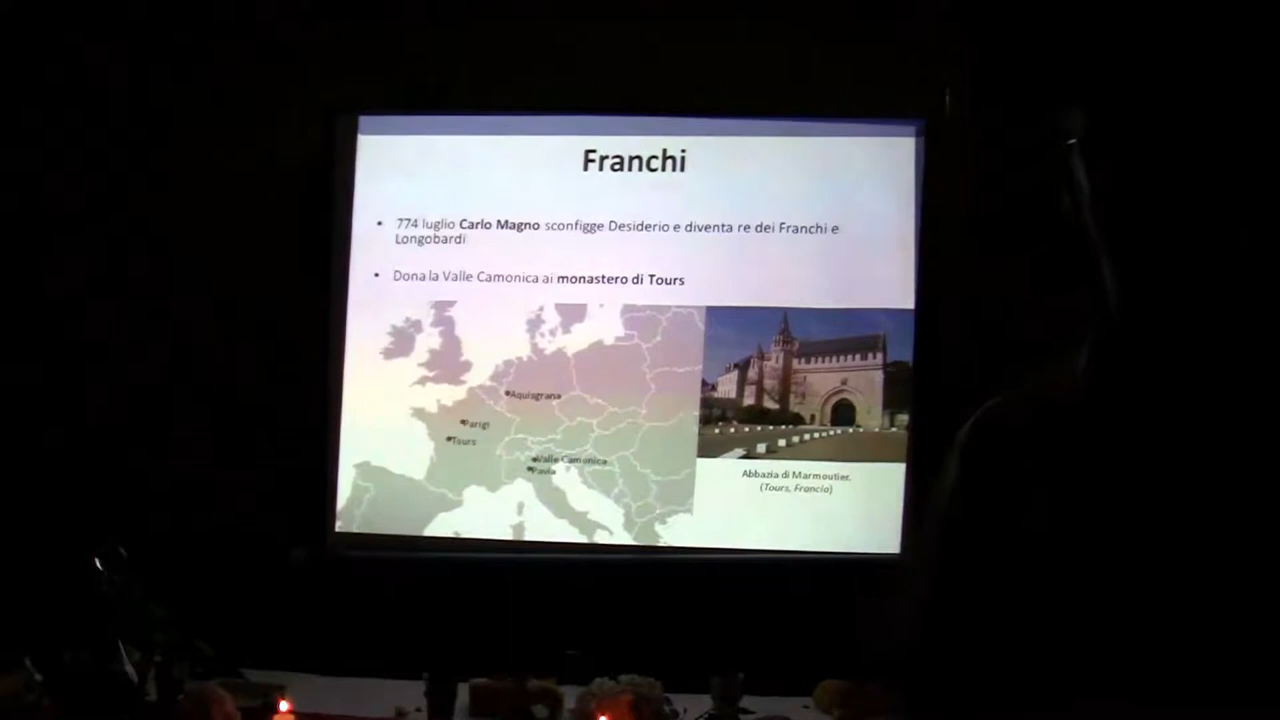 Franchi
• 774 luglio Carlo Magno sconfigge Desiderio e diventa re dei Franchi e
Longobardi
• Dona la Valle Camonica ai monastero di Tours
Aquisgrana
Parigi
Tours
Valle Camonica
Pavia
Abbazia di Marmoutier.
(Tours, Francia)